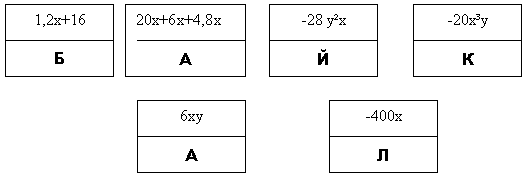 1,2x+16 20x+6x+4,8x -28 y²x -20x³y
Б А Й К
6xy -400x
А Л